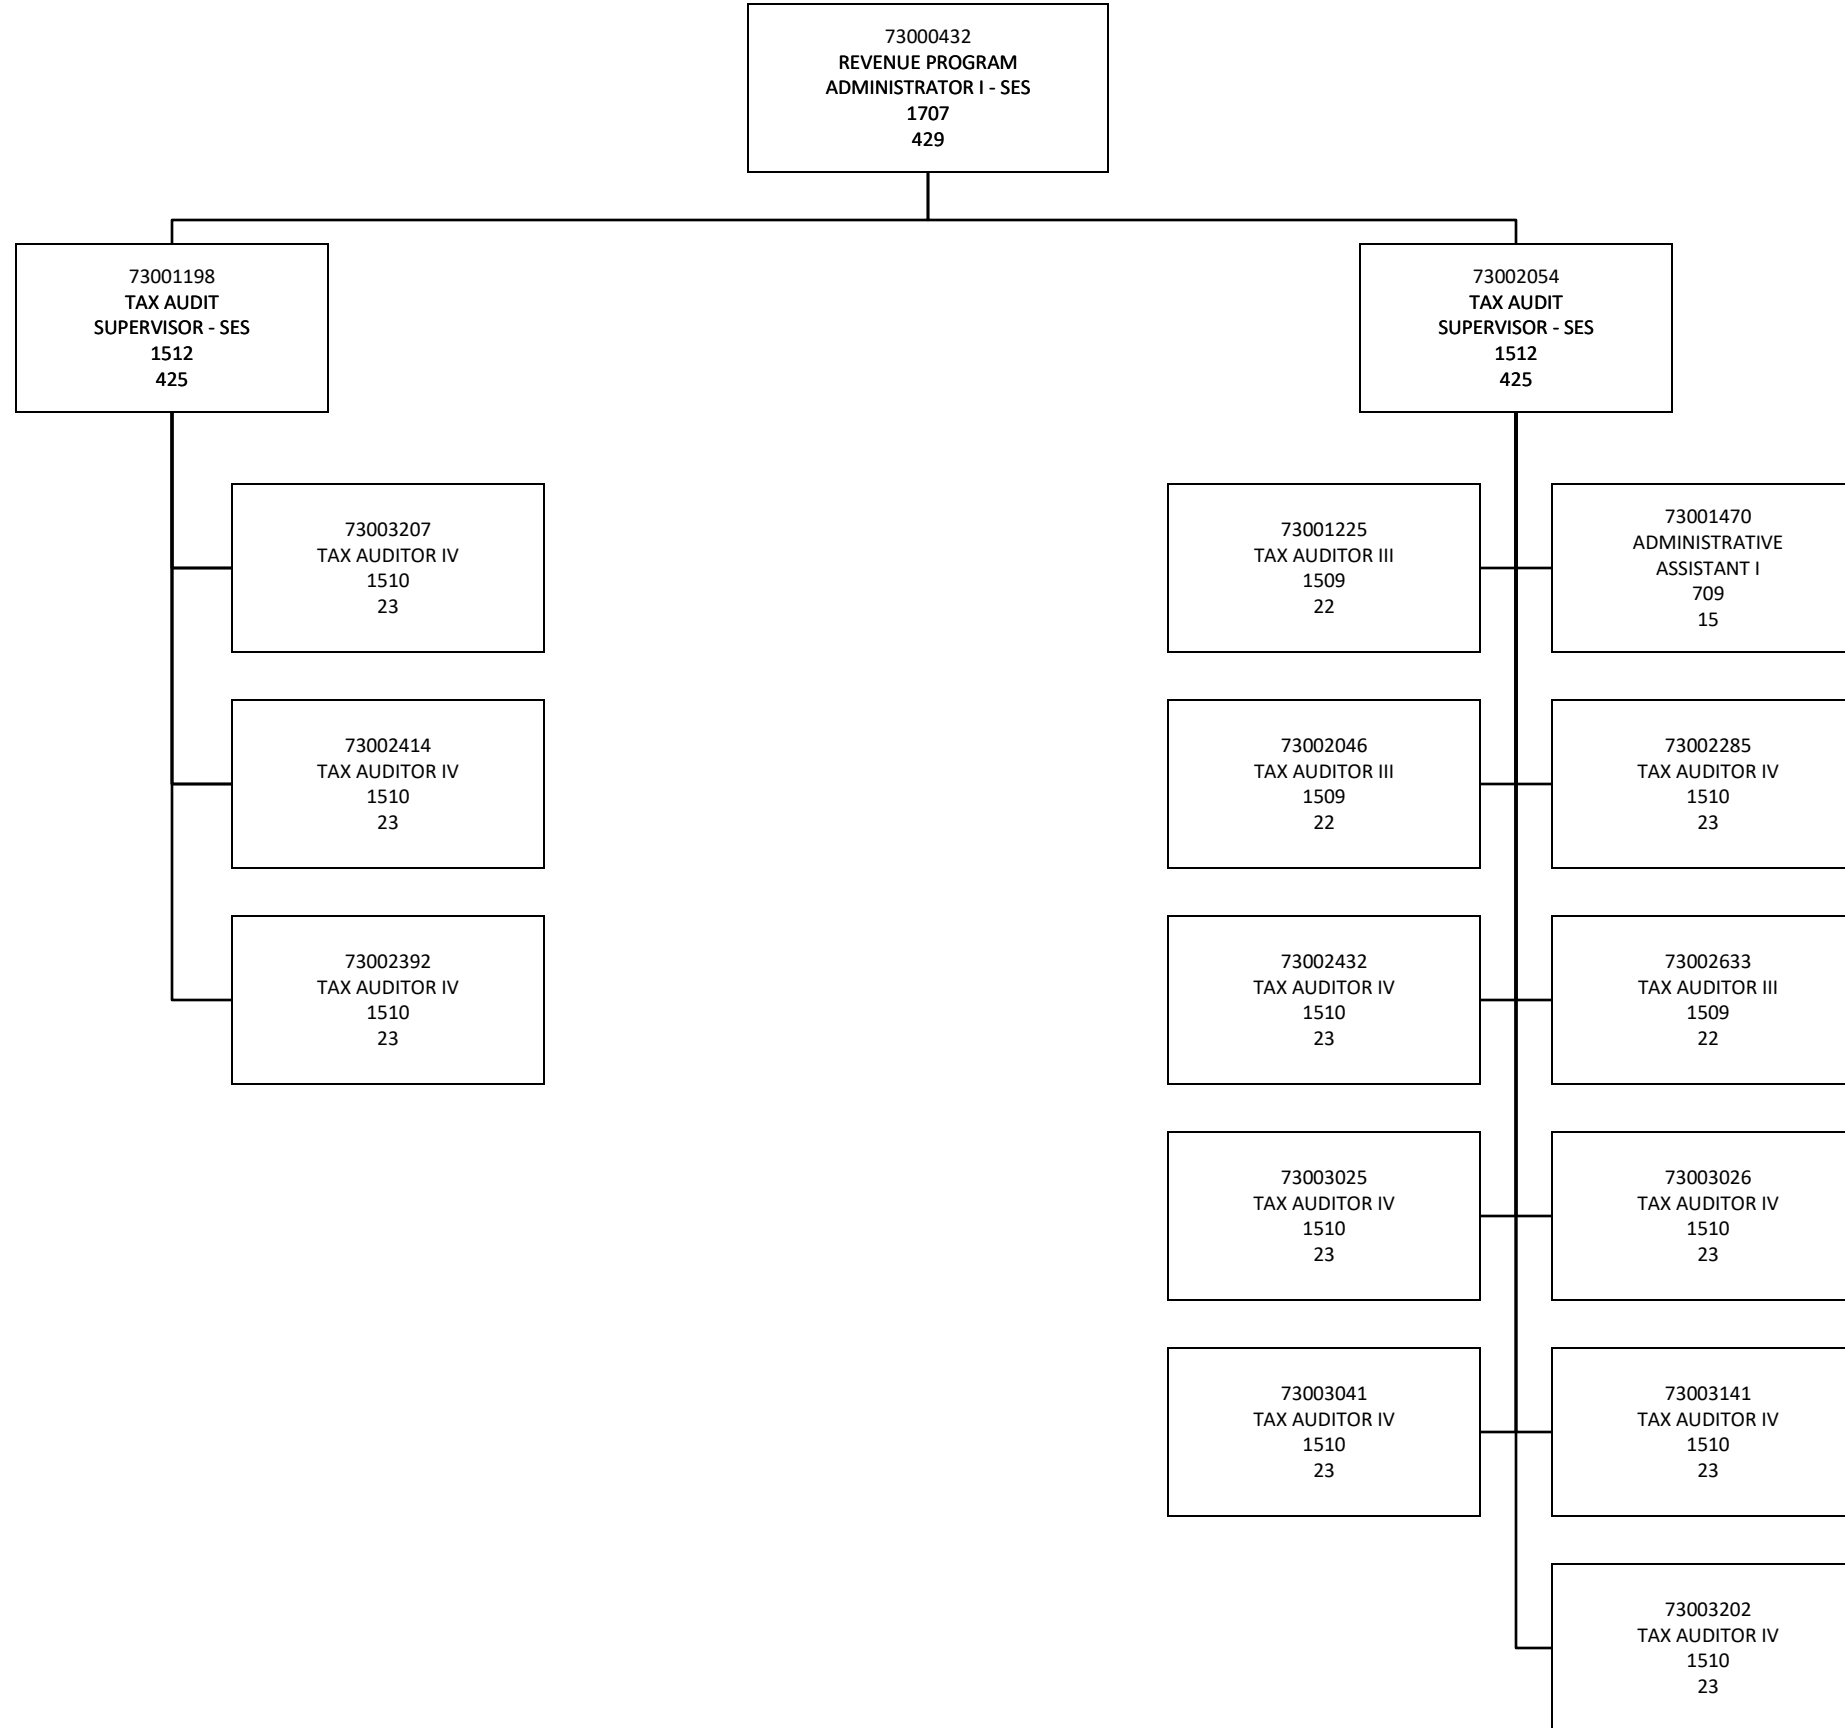 73000432
REVENUE PROGRAM
ADMINISTRATOR I - SES
1707
429
73001198
TAX AUDIT
SUPERVISOR - SES
1512
425
73002054
TAX AUDIT
SUPERVISOR - SES
1512
425
73003207
TAX AUDITOR IV
1510
23
73001225
TAX AUDITOR III
1509
22
73001470
ADMINISTRATIVE
ASSISTANT I
709
15
73002414
TAX AUDITOR IV
1510
23
73002046
TAX AUDITOR III
1509
22
73002285
TAX AUDITOR IV
1510
23
73002392
TAX AUDITOR IV
1510
23
73002432
TAX AUDITOR IV
1510
23
73002633
TAX AUDITOR III
1509
22
73003025
TAX AUDITOR IV
1510
23
73003026
TAX AUDITOR IV
1510
23
73003041
TAX AUDITOR IV
1510
23
73003141
TAX AUDITOR IV
1510
23
73003202
TAX AUDITOR IV
1510
23